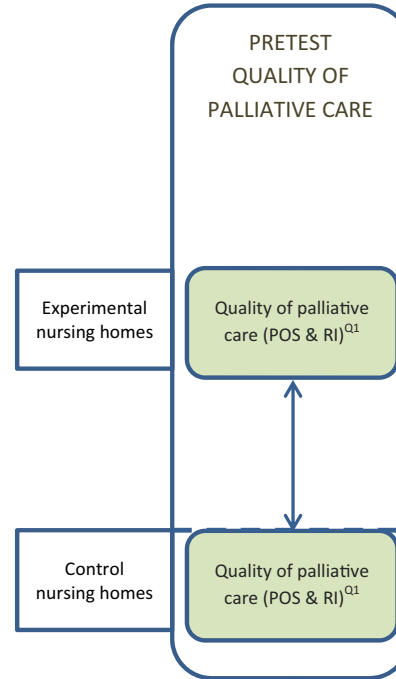 PRETEST
QUALITY OF
PALLIATIVE CARE
Experimental
nursing homes
Quality of palliative
care (POS & RI)Q1
Control
nursing homes
Quality of palliative
care (POS & RI)Q1